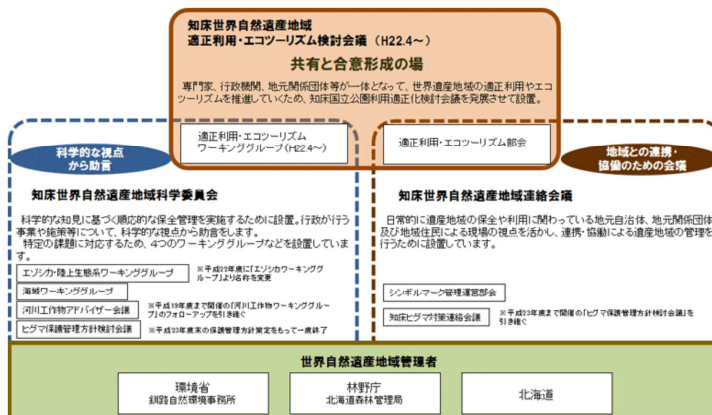 知床世界自然遺産地域
適正利用・エコツーリズム検討会議（H22.4～）
共有と合意形成の場
専門家、行政機関、地元関係団体等が一体となって、世界遺産地域の適正利用やエコ
ツーリズムを推進していくため、知床国立公園利用適正化検討会議を発展させて設置。
適正利用・エコツーリズム
ワーキンググループ（H22.4～）
適正利用・エコツーリズム部会
科学的な視点
から助言
地域との連携・
協働のための会議
知床世界自然遺産地域科学委員会
科学的な知見に基づく順応的な保全管理を実施するために設置。行政が行う
事業や施策等について、科学的な視点から助言をします。
特定の課題に対応するため、4つのワーキンググループなどを設置していま
す。
エゾシカ・陸上生態系ワーキンググループ
※平成22年度に「エゾシカワーキンググ
ループ」より名称を変更
海域ワーキンググループ
河川工作物アドバイザー会議
※平成19年度まで開催の「河川工作物ワーキンググルー
プ」のフォローアップを引き継ぐ
ヒグマ保護管理方針検討会議
※平成23年度末の保護管理方針策定をもって一度終了
知床世界自然遺産地域連絡会議
日常的に遺産地域の保全や利用に関わっている地元自治体、地元関係団体
及び地域住民による現場の視点を活かし、連携・協働による遺産地域の管理を
行うために設置しています。
シンボルマーク管理運営部会
知床ヒグマ対策連絡会議
※平成23年度まで開催の「ヒグマ保護管理方針検討会議」を
引き継ぐ
世界自然遺産地域管理者
環境省
釧路自然環境事務所
林野庁
北海道森林管理局
北海道